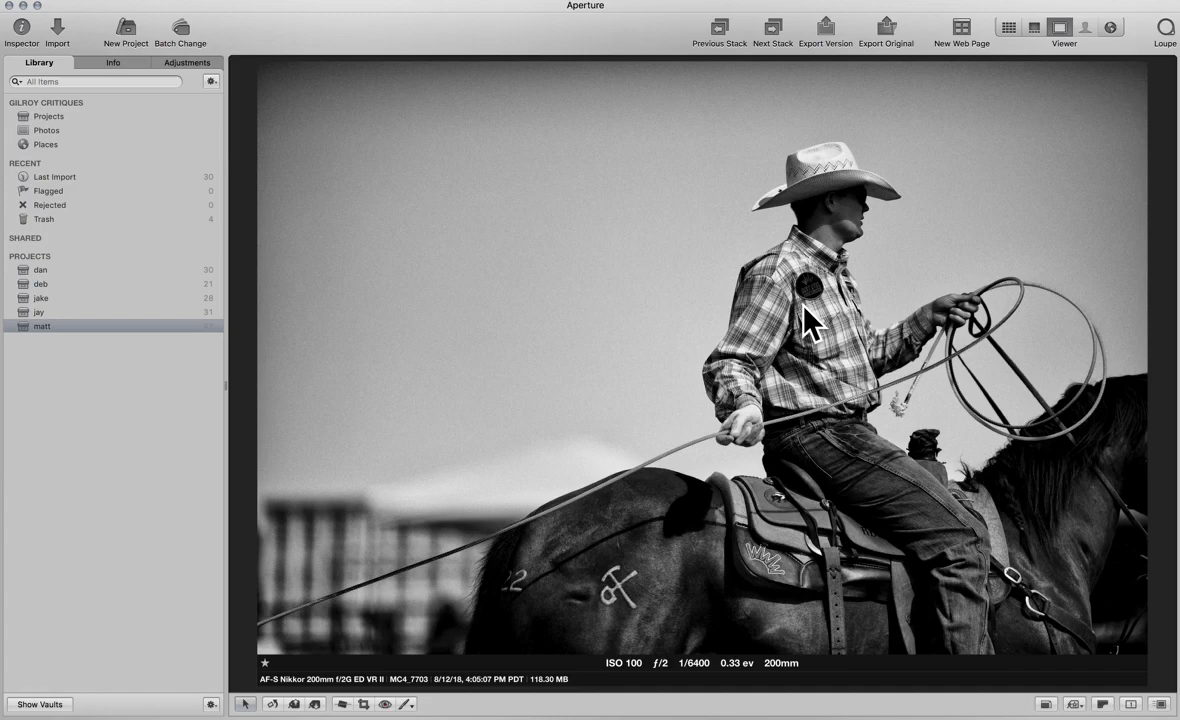 Aperture
Inspector Import New Project Batch Change Previous Stack Next Stack Export Version Export Original New Web Page Viewer Loupe
Library Info Adjustments
All Items
GILROY CRITIQUES
Projects
Photos
Places
RECENT
Last Import 30
Flagged 0
Rejected 0
Trash 4
SHARED
PROJECTS
dan 30
deb 21
jake 28
jay 31
matt
22
ISO 100 ƒ/2 1/6400 0.33 ev 200mm
AF-S Nikkor 200mm f/2G ED VR II MC4_7703 8/12/18, 4:05:07 PM PDT 118.30 MB
Show Vaults